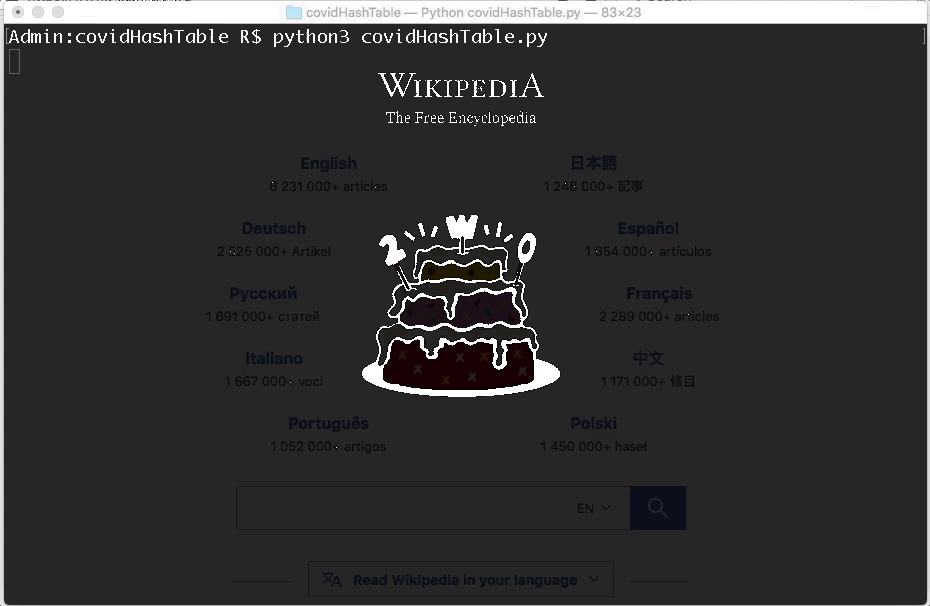 covidHashTable — Python covidHashTable.py — 83×23
Admin:covidHashTable R$ python3 covidHashTable.py
WIKIPEDIA
The Free Encyclopedia
English
6 231 000+ articles
日本語
1 246 000+ 記事
2 W 0
Deutsch
2 525 000+ Artikel
Español
1 654 000+ artículos
Русский
1 691 000+ статей
Français
2 289 000+ articles
Italiano
1 667 000+ voci
中文
1 171 000+ 條目
Português
1 052 000+ artigos
Polski
1 450 000+ haseł
EN
Read Wikipedia in your language